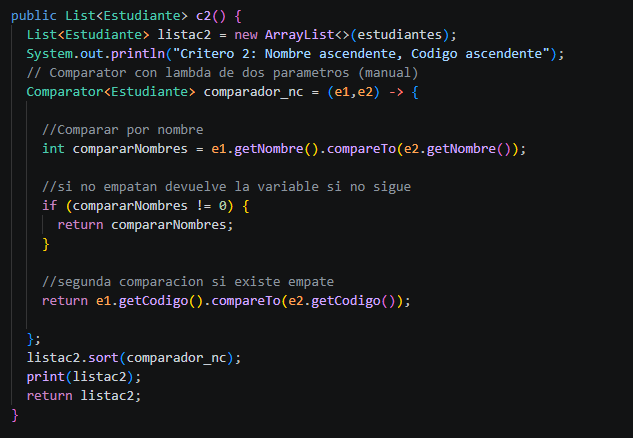 public List<Estudiante> c2() {
List<Estudiante> listac2 = new ArrayList<>(estudiantes);
System.out.println("Critero 2: Nombre ascendente, Codigo ascendente");
// Comparator con lambda de dos parametros (manual)
Comparator<Estudiante> comparador_nc = (e1,e2) -> {
//Comparar por nombre
int compararNombres = e1.getNombre().compareTo(e2.getNombre());
//si no empatan devuelve la variable si no sigue
if (compararNombres != 0) {
return compararNombres;
}
//segunda comparacion si existe empate
return e1.getCodigo().compareTo(e2.getCodigo());
};
listac2.sort(comparador_nc);
print(listac2);
return listac2;
}